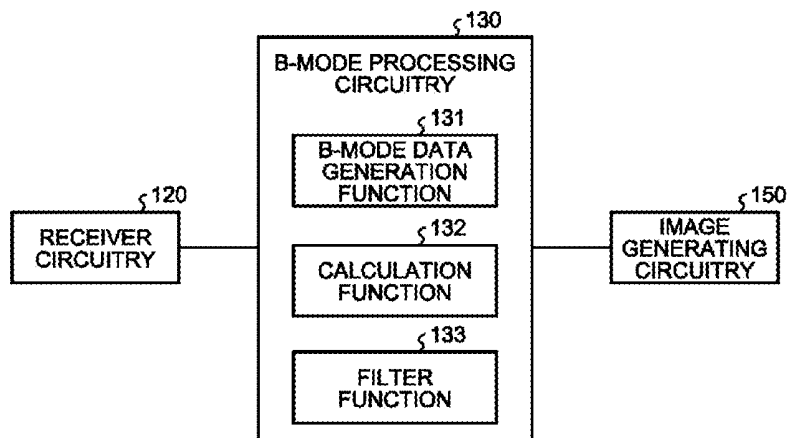 130
B-MODE PROCESSING
CIRCUITRY
131
B-MODE DATA
GENERATION
FUNCTION
120
RECEIVER
CIRCUITRY
132
CALCULATION
FUNCTION
150
IMAGE
GENERATING
CIRCUITRY
133
FILTER
FUNCTION